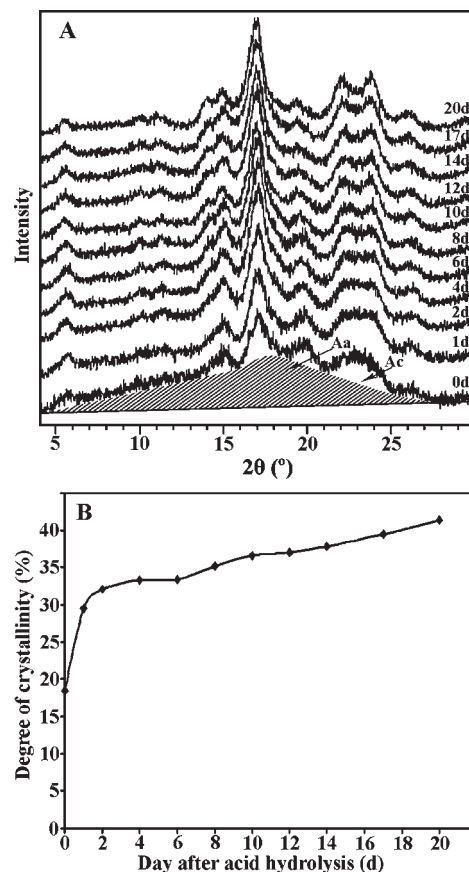 A
Intensity
20d
17d
14d
12d
10d
8d
6d
4d
2d
1d
0d
Aa
Ac
5 10 15 20 25
2θ (º)
B
Degree of crystallinity (%)
40
35
30
25
20
15
10
5
0
0 2 4 6 8 10 12 14 16 18 20
Day after acid hydrolysis (d)